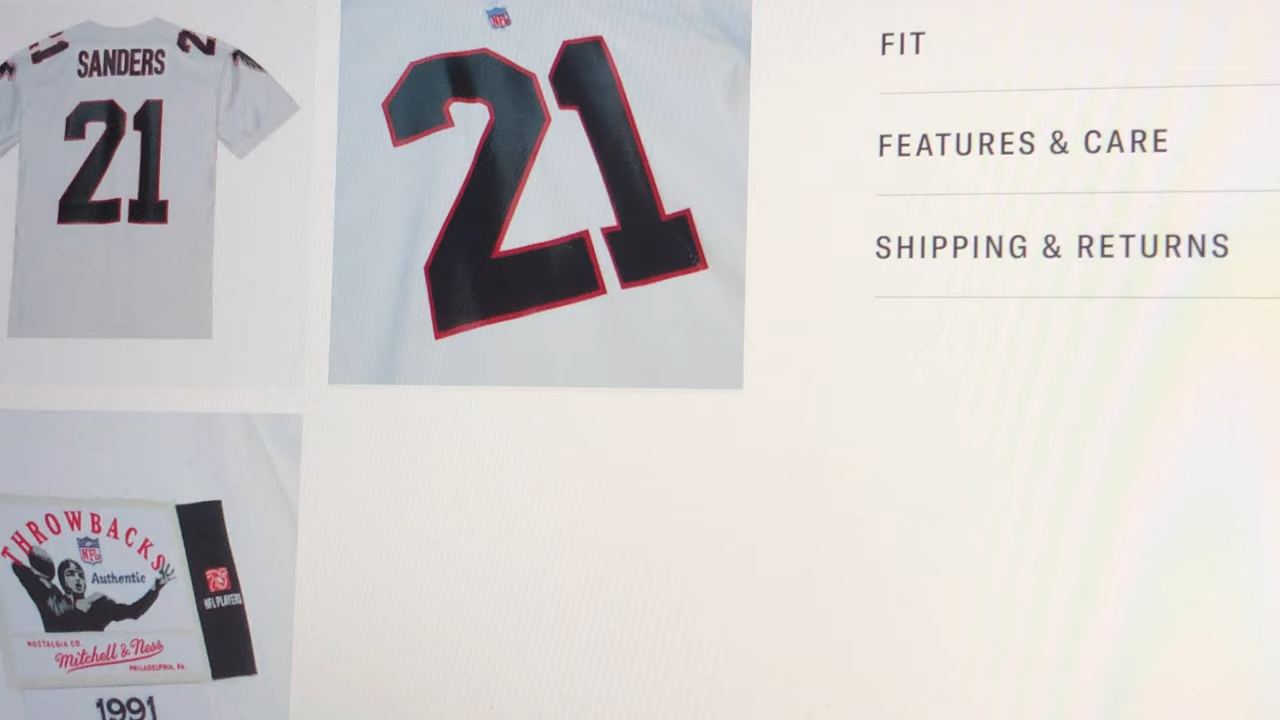 SANDERS
21
NFL
21
FIT
FEATURES & CARE
SHIPPING & RETURNS
THROWBACKS
NFL
Authentic
NFL PLAYERS
NOSTALGIA CO.
Mitchell & Ness
PHILADELPHIA, PA.
1991